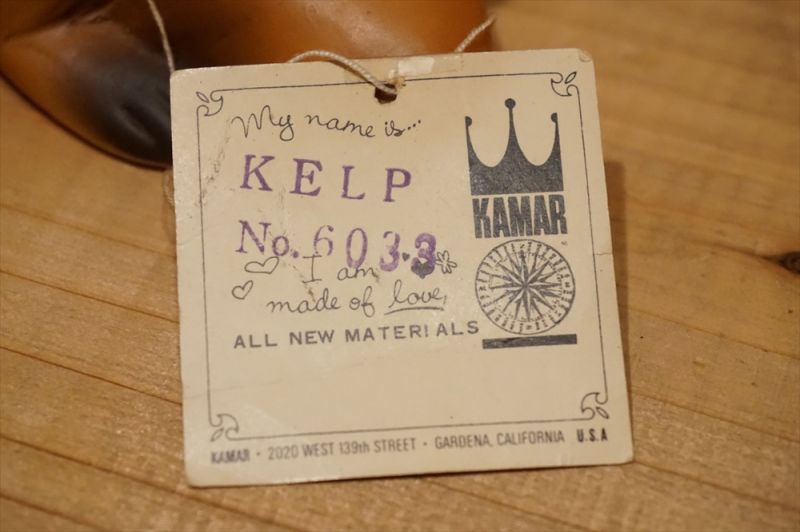 My name is...
KELP
No. 6033
I am
made of love,
ALL NEW MATERIALS
KAMAR
KAMAR · 2020 WEST 139th STREET · GARDENA, CALIFORNIA U.S.A